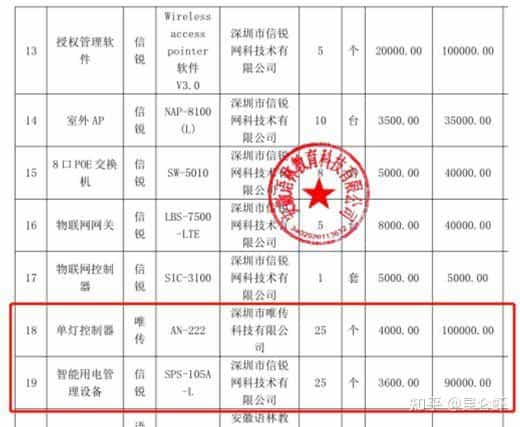 13
授权管理
软件
信
锐
Wireless
access
pointer
软件
V3.0
深圳市信锐
网科技术有
限公司
5
个
20000.00
100000.00
14
室外 AP
信
锐
NAP-8100
(L)
深圳市信锐
网科技术有
限公司
10
台
3500.00
35000.00
15
8 口 POE 交换
机
信
锐
SW-5010
深圳市信锐
网科技术有
限公司
8
5000.00
40000.00
16
物联网网关
信
锐
LBS-7500
-LTE
深圳市信锐
网科技术有
限公司
5
8000.00
40000.00
安徽语林教育科技有限公司
17
物联网控制
器
信
锐
SIC-3100
深圳市信锐
网科技术有
限公司
1
套
5000.00
5000.00
18
单灯控制器
唯
传
AN-222
深圳市唯传
科技有限公
司
25
个
4000.00
100000.00
19
智能用电管
理设备
信
锐
SPS-105A
-L
深圳市信锐
网科技术有
限公司
25
个
3600.00
90000.00
语
安徽语林教
知乎